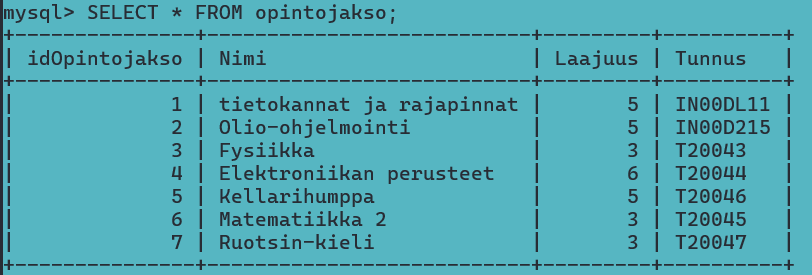 mysql> SELECT * FROM opintojakso;
+--------------+---------------------------+---------+----------+
| idOpintojakso | Nimi | Laajuus | Tunnus |
+--------------+---------------------------+---------+----------+
| 1 | tietokannat ja rajapinnat | 5 | IN00DL11 |
| 2 | Olio-ohjelmointi | 5 | IN00D215 |
| 3 | Fysiikka | 3 | T20043 |
| 4 | Elektroniikan perusteet | 6 | T20044 |
| 5 | Kellarihumppa | 5 | T20046 |
| 6 | Matematiikka 2 | 3 | T20045 |
| 7 | Ruotsin-kieli | 3 | T20047 |
+--------------+---------------------------+---------+----------+